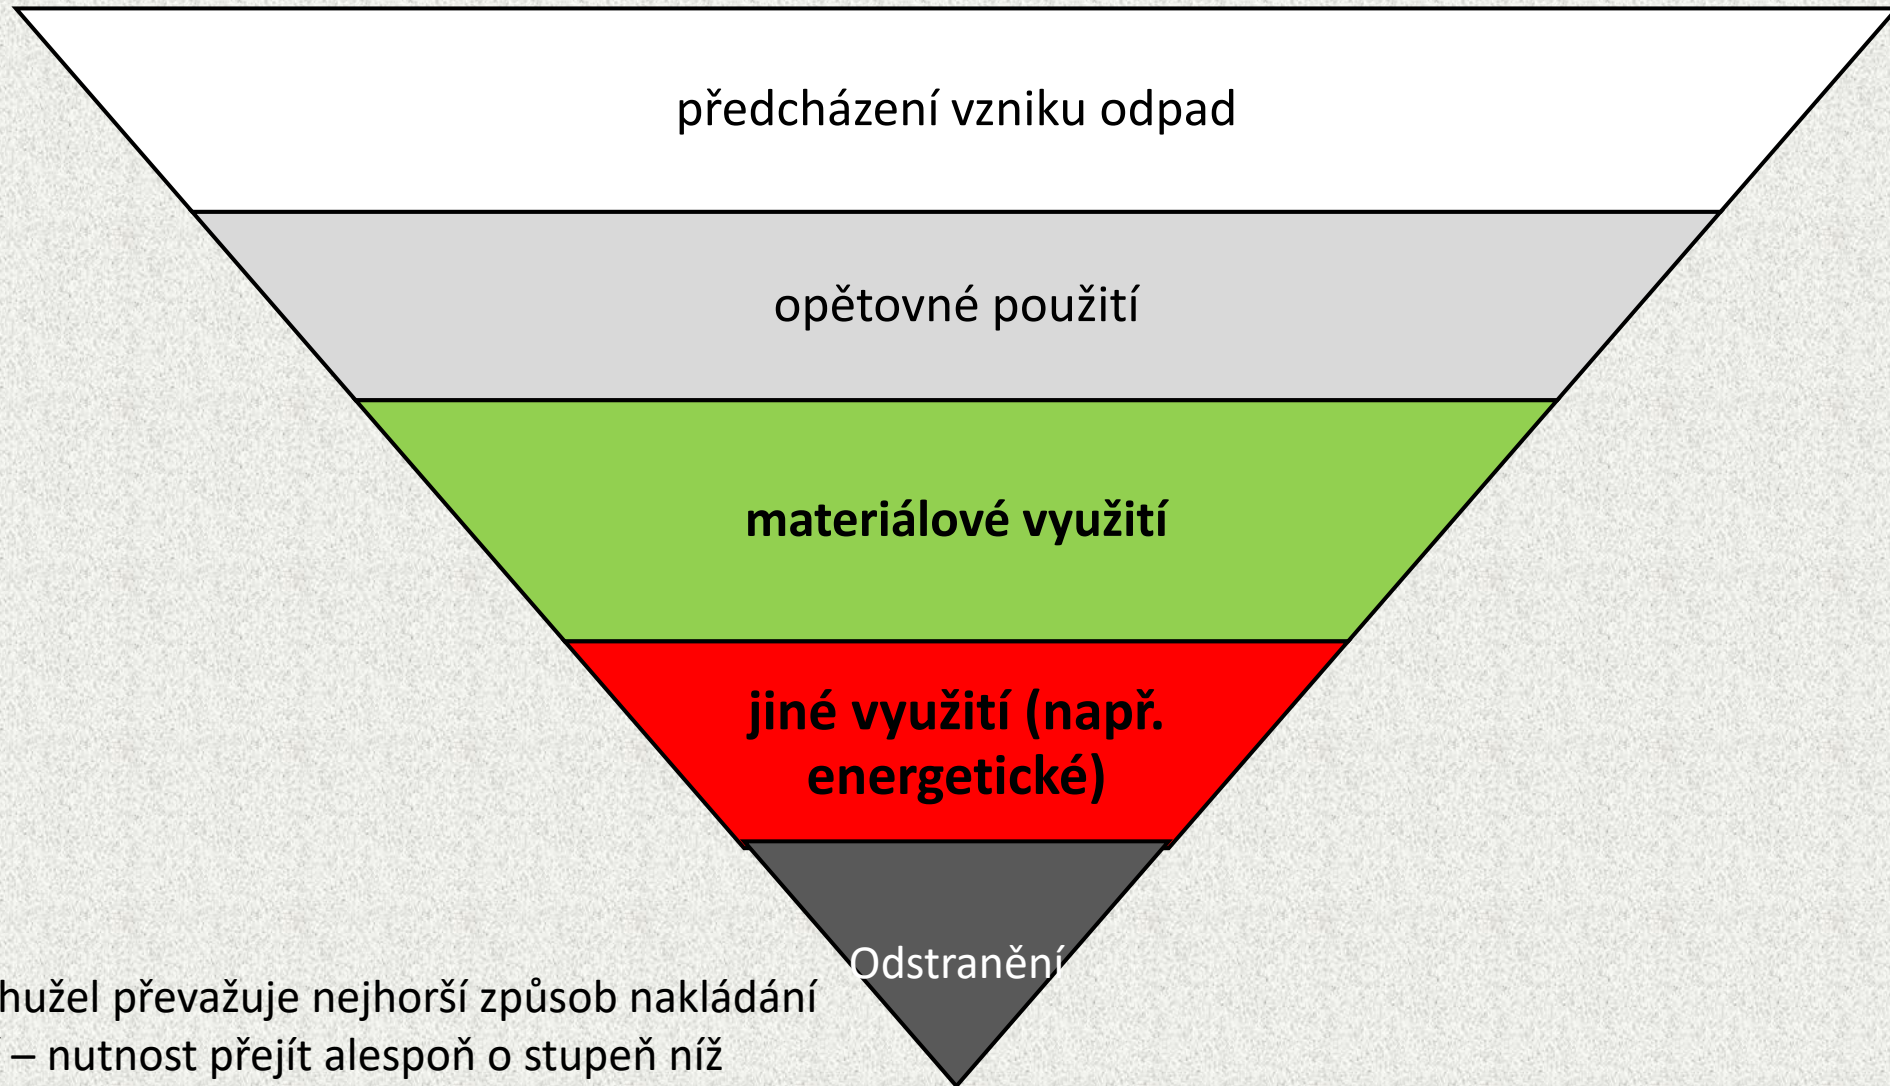 předcházení vzniku odpad
opětovné použití
materiálové využití
jiné využití (např.
energetické)
Odstranění
převažuje nejhorší způsob nakládání
– nutnost přejít alespoň o stupeň níž